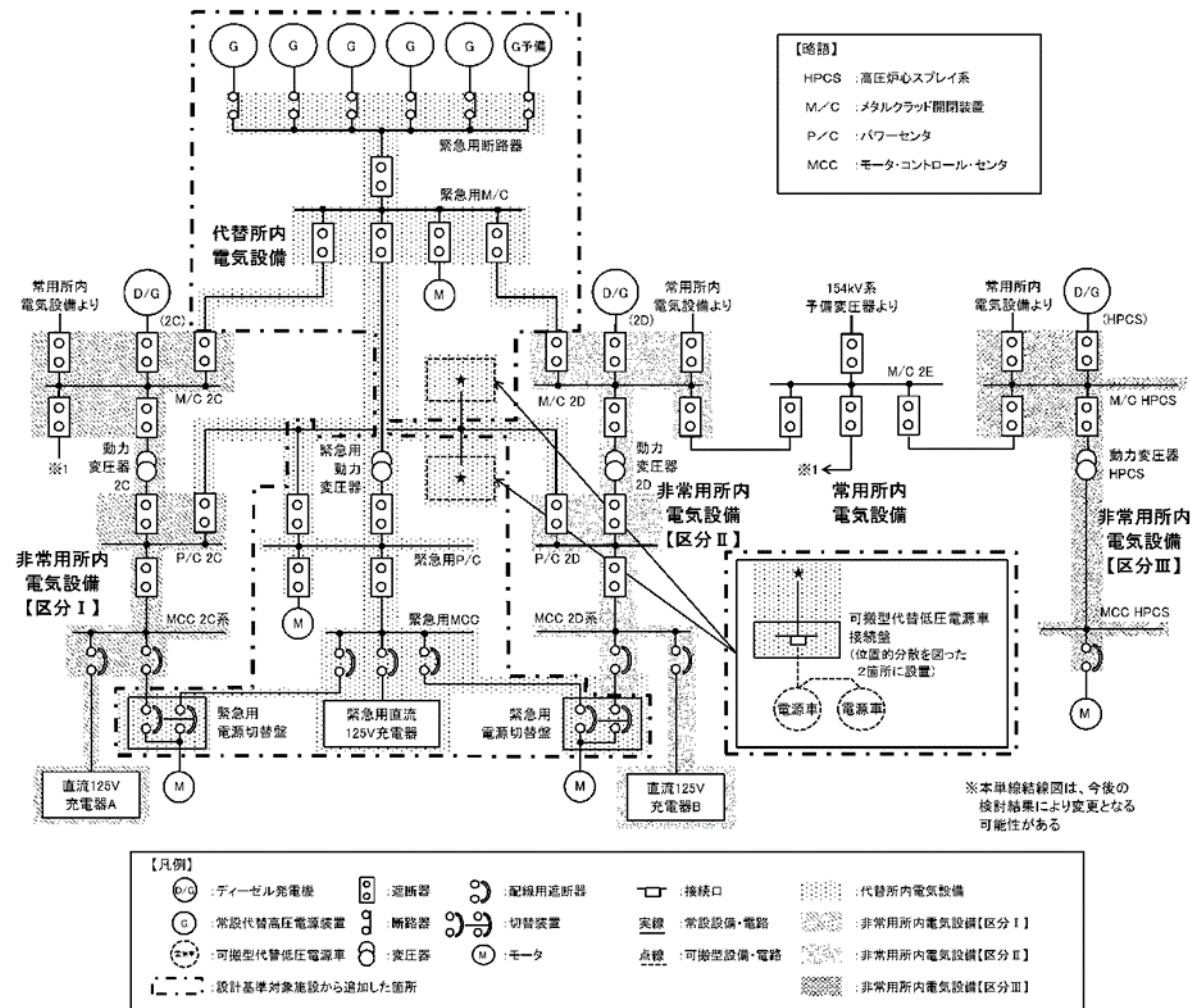 G
G
G
G
G
G予備
【略語】
HPCS :高圧炉心スプレイ系
M/C :メタルクラッド開閉装置
P/C :パワーセンタ
MCC :モータ・コントロール・センタ
緊急用断路器
緊急用M/C
代替所内
電気設備
M
常用所内
電気設備より
D/G
(2C)
D/G
(2D)
常用所内
電気設備より
154kV系
予備変圧器より
常用所内
電気設備より
D/G
(HPCS)
M/C 2C
M/C 2D
M/C 2E
M/C HPCS
※1
動力
変圧器
2C
緊急用
動力
変圧器
動力
変圧器
2D
※1
常用所内
電気設備
動力変圧器
HPCS
非常用所内
電気設備
【区分Ⅱ】
非常用所内
電気設備
【区分Ⅲ】
P/C 2C
緊急用P/C
P/C 2D
非常用所内
電気設備
【区分Ⅰ】
M
MCC 2C系
緊急用MCC
MCC 2D系
MCC HPCS
可搬型代替低圧電源車
接続盤
(位置的分散を図った
2箇所に設置)
電源車
電源車
M
緊急用
電源切替盤
緊急用直流
125V充電器
緊急用
電源切替盤
M
M
直流125V
充電器A
直流125V
充電器B
※本単線結線図は、今後の
検討結果により変更となる
可能性がある
【凡例】
D/G :ディーゼル発電機
:遮断器
:配線用遮断器
:接続口
:代替所内電気設備
G :常設代替高圧電源装置
:断路器
:切替装置
実線 :常設設備・電路
:非常用所内電気設備【区分Ⅰ】
電源車 :可搬型代替低圧電源車
:変圧器
M :モータ
点線 :可搬型設備・電路
:非常用所内電気設備【区分Ⅱ】
:設計基準対象施設から追加した箇所
:非常用所内電気設備【区分Ⅲ】